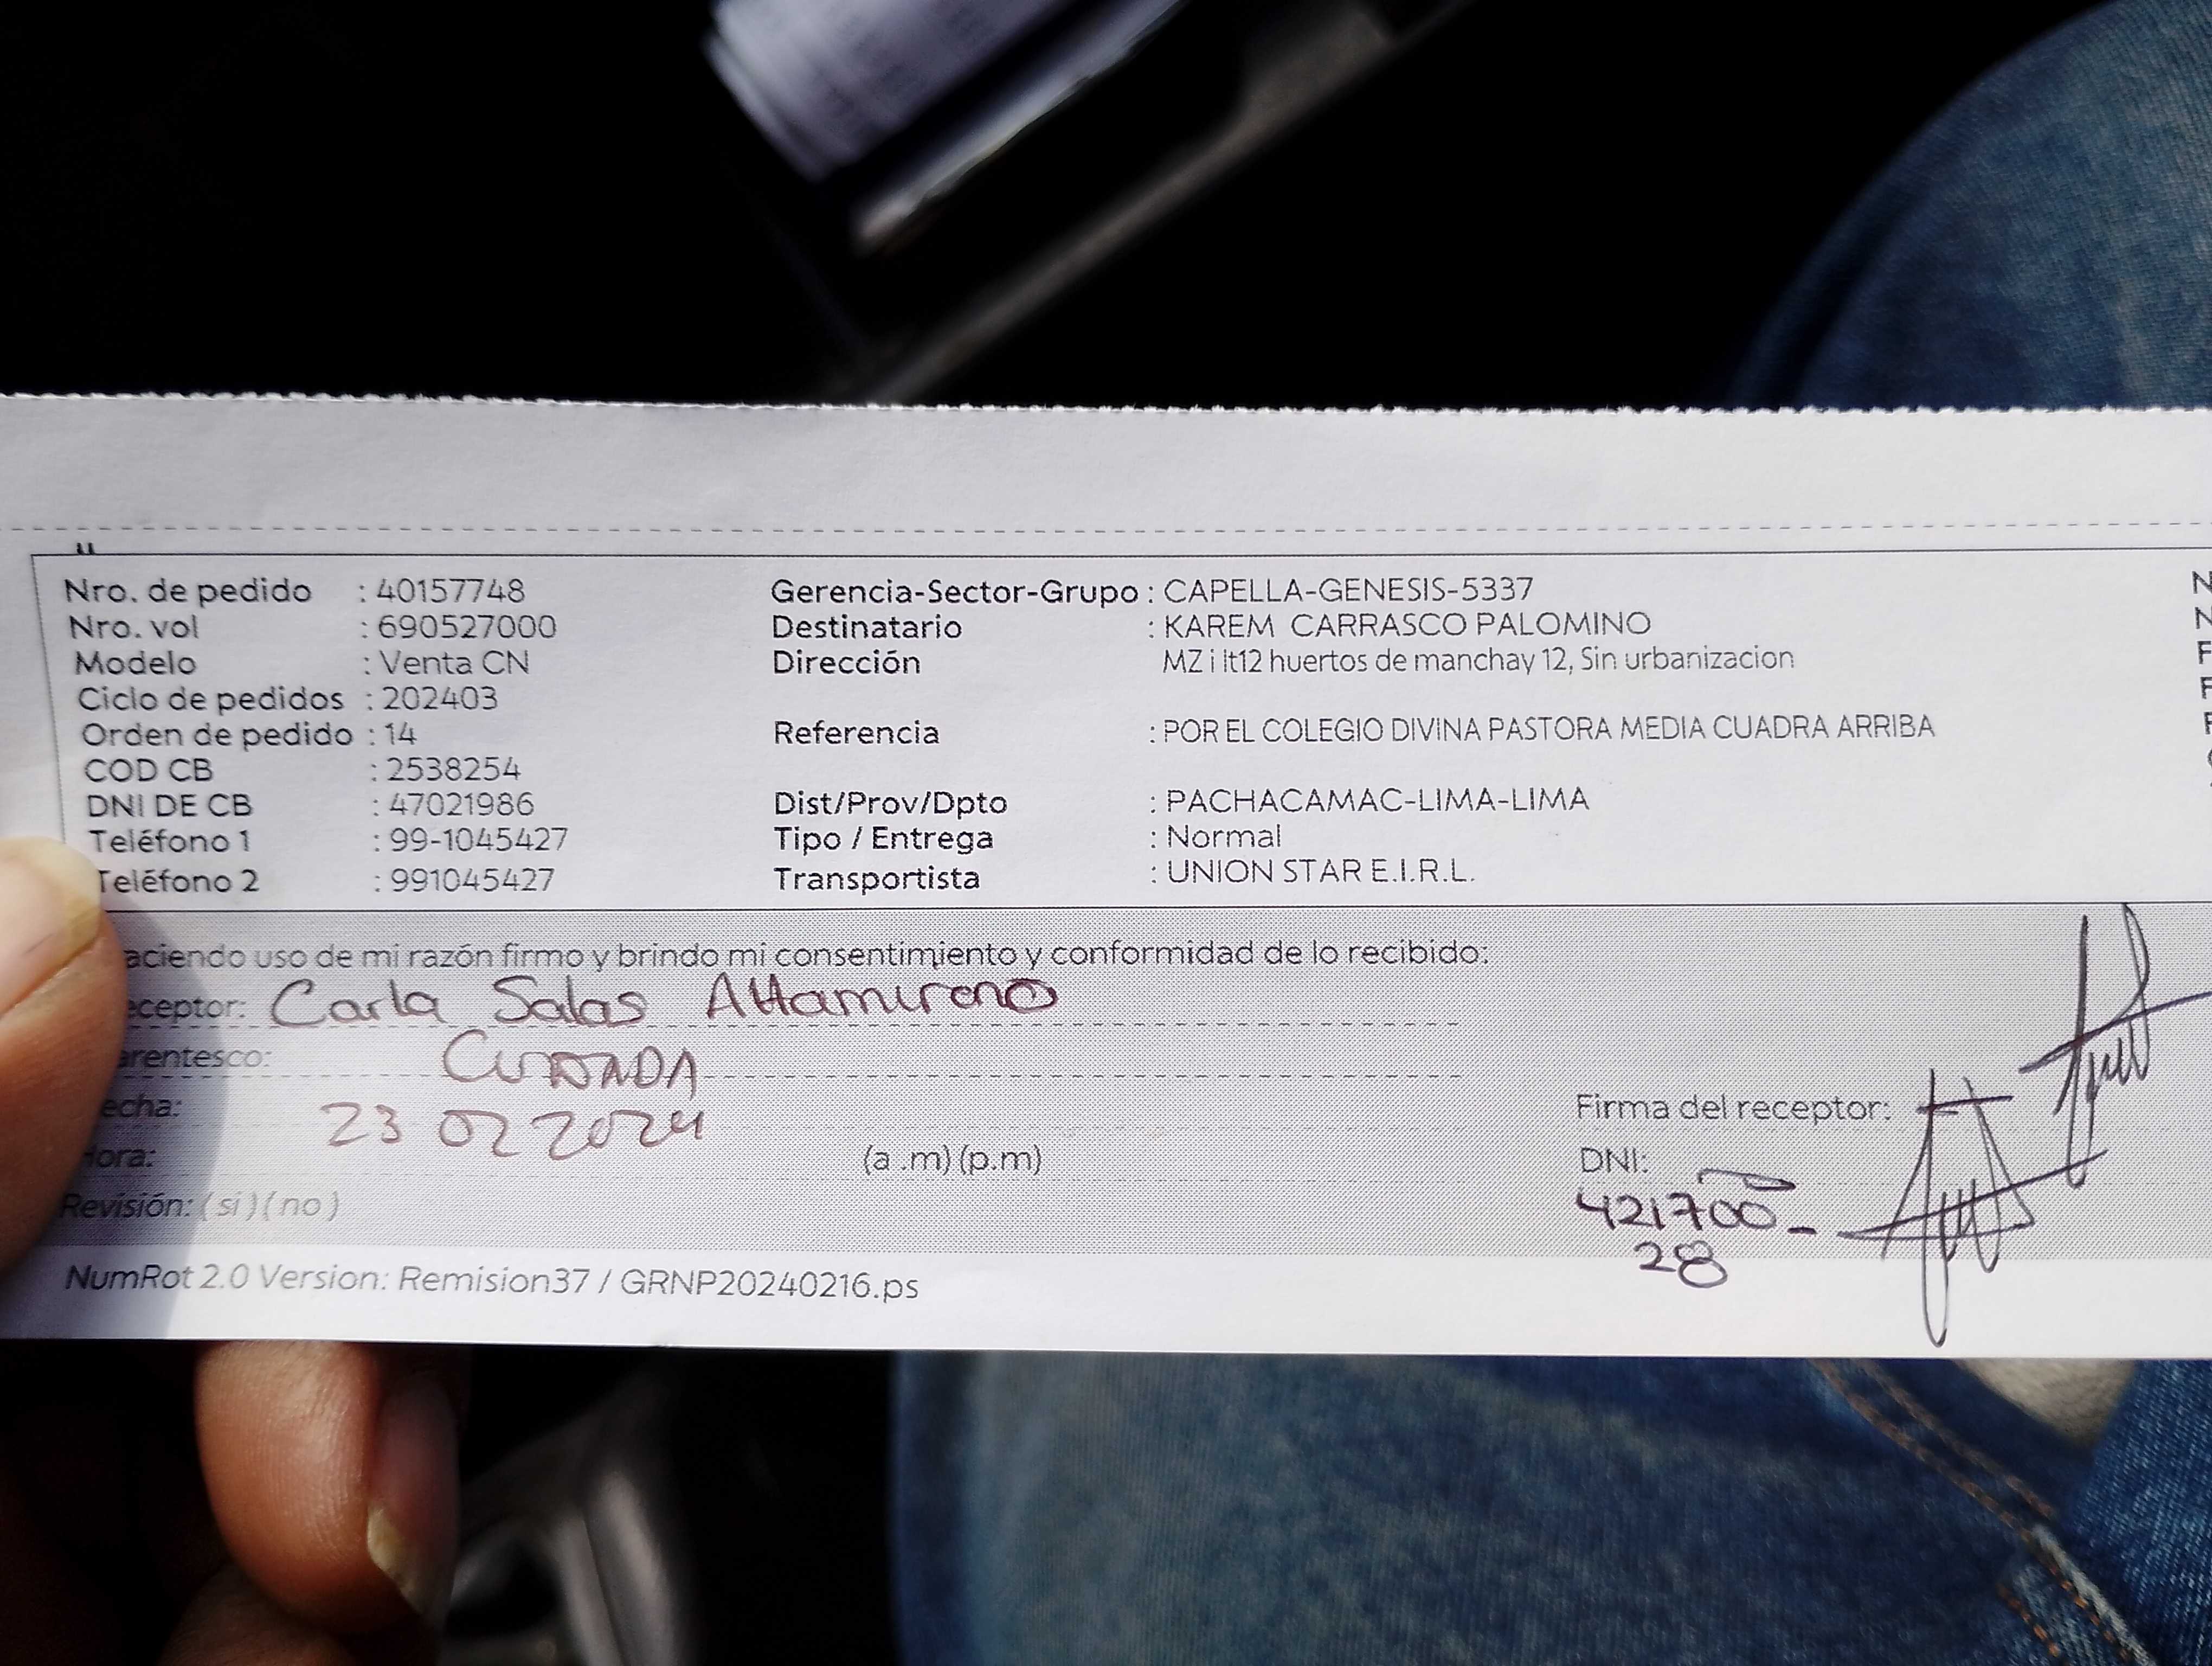 Nro. de pedido : 40157748 Gerencia-Sector-Grupo : CAPELLA-GENESIS-5337 N
Nro. vol : 690527000 Destinatario : KAREM CARRASCO PALOMINO N
Modelo : Venta CN Dirección MZ i lt12 huertos de manchay 12, Sin urbanizacion F
Ciclo de pedidos : 202403 F
Orden de pedido : 14 Referencia : POR EL COLEGIO DIVINA PASTORA MEDIA CUADRA ARRIBA
COD CB : 2538254
DNI DE CB : 47021986 Dist/Prov/Dpto : PACHACAMAC-LIMA-LIMA
Teléfono 1 : 99-1045427 Tipo / Entrega : Normal
Teléfono 2 : 991045427 Transportista : UNION STAR E.I.R.L.
aciendo uso de mi razón firmo y brindo mi consentimiento y conformidad de lo recibido:
eceptor: Carla Salas Altamirano
arentesco: CUÑADA
echa: 23 02 2024 Firma del receptor:
Hora: (a .m) (p.m) DNI:
Revisión: ( si ) ( no ) 421700-
28
NumRot 2.0 Version: Remision37 / GRNP20240216.ps